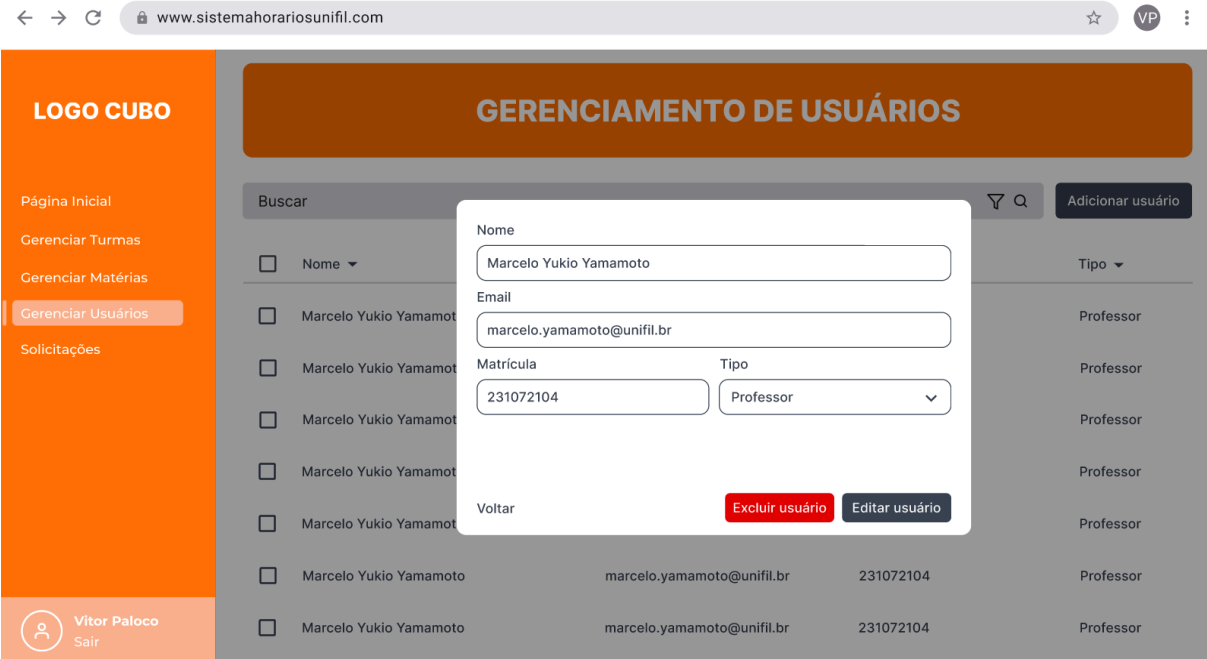 www.sistemahorariosunifil.com
VP
LOGO CUBO
Página Inicial
Gerenciar Turmas
Gerenciar Matérias
Gerenciar Usuários
Solicitações
Vitor Paloco
Sair
GERENCIAMENTO DE USUÁRIOS
Buscar
Adicionar usuário
Nome
Tipo
Marcelo Yukio Yamamot
Professor
Marcelo Yukio Yamamot
Professor
Marcelo Yukio Yamamot
Professor
Marcelo Yukio Yamamot
Professor
Marcelo Yukio Yamamot
Professor
Marcelo Yukio Yamamoto marcelo.yamamoto@unifil.br 231072104 Professor
Marcelo Yukio Yamamoto marcelo.yamamoto@unifil.br 231072104 Professor
Nome
Marcelo Yukio Yamamoto
Email
marcelo.yamamoto@unifil.br
Matrícula Tipo
231072104 Professor
Voltar Excluir usuário Editar usuário